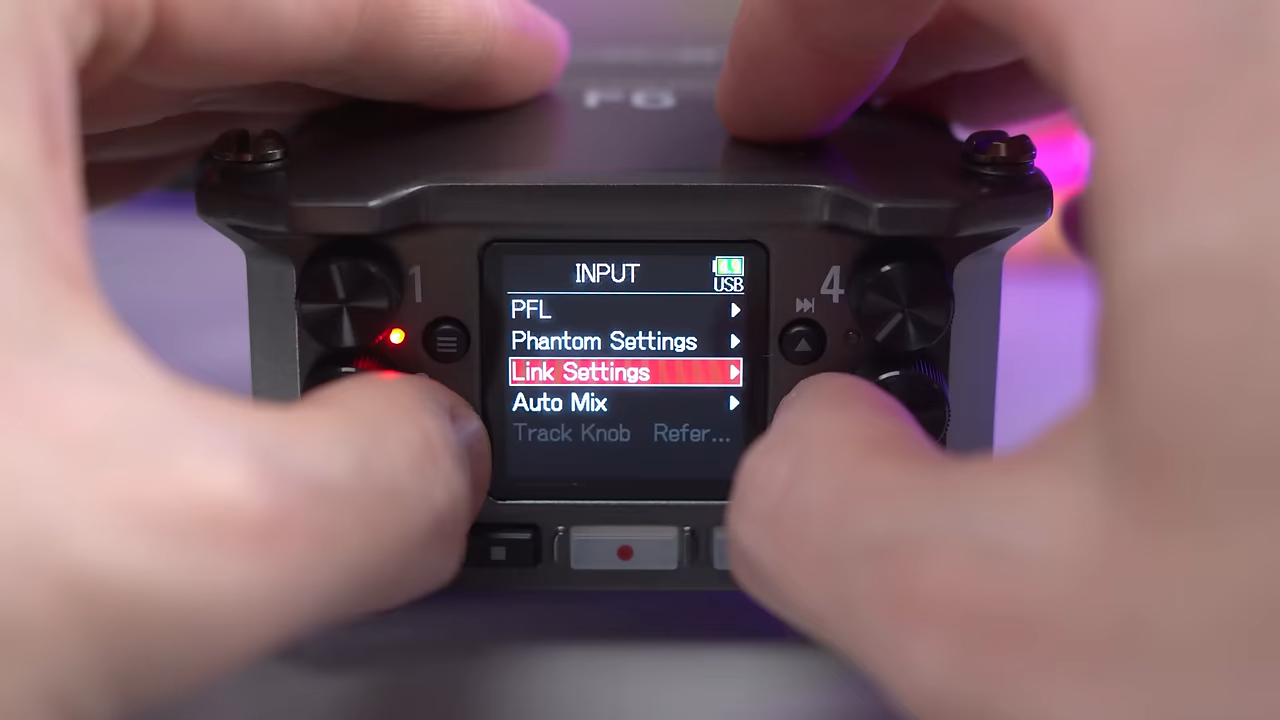 F6
1
4
INPUT
USB
PFL
Phantom Settings
Link Settings
Auto Mix
Track Knob Refer...